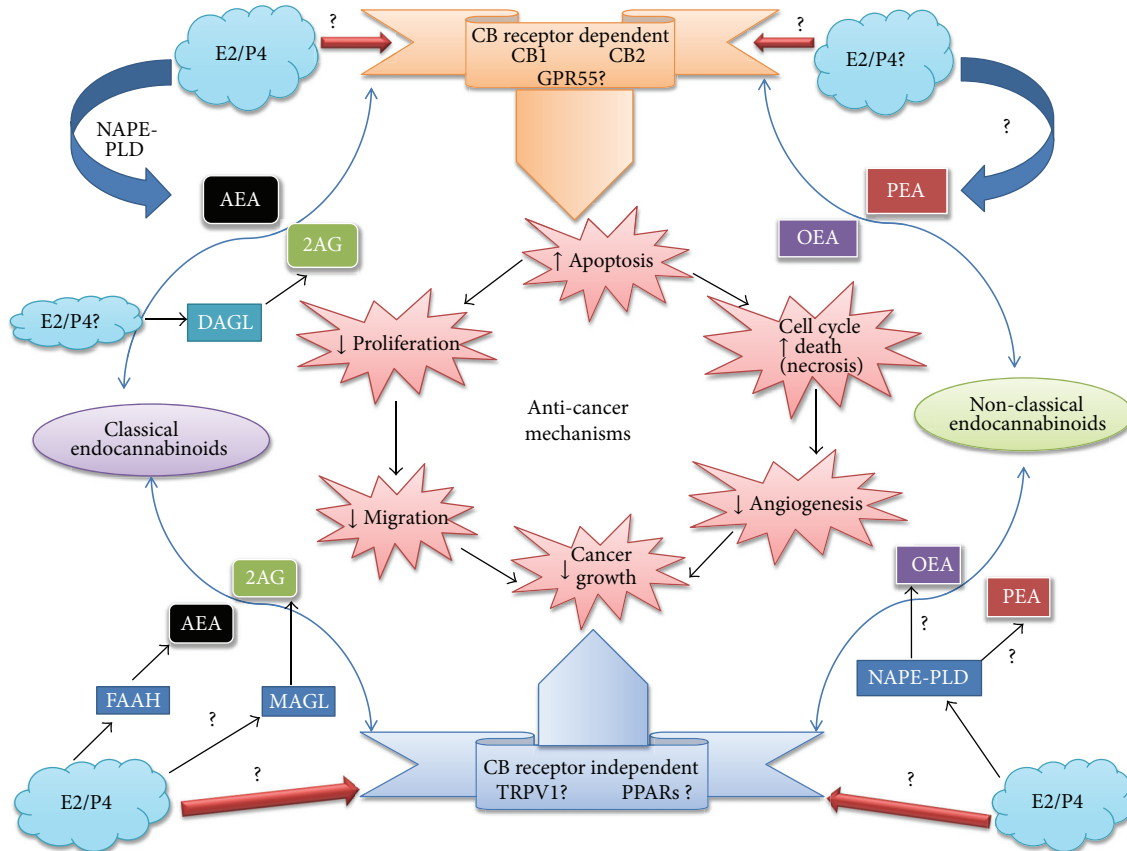 ?
?
E2/P4
CB receptor dependent
CB1 CB2
GPR55?
E2/P4?
NAPE-
PLD
?
AEA
PEA
2AG
OEA
↑ Apoptosis
E2/P4?
DAGL
↓ Proliferation
Cell cycle
↑ death
(necrosis)
Classical
endocannabinoids
Anti-cancer
mechanisms
Non-classical
endocannabinoids
↓ Migration
↓ Angiogenesis
↓ Cancer
growth
2AG
OEA
AEA
PEA
?
?
FAAH
MAGL
NAPE-PLD
?
E2/P4
?
CB receptor independent
TRPV1? PPARs ?
?
E2/P4